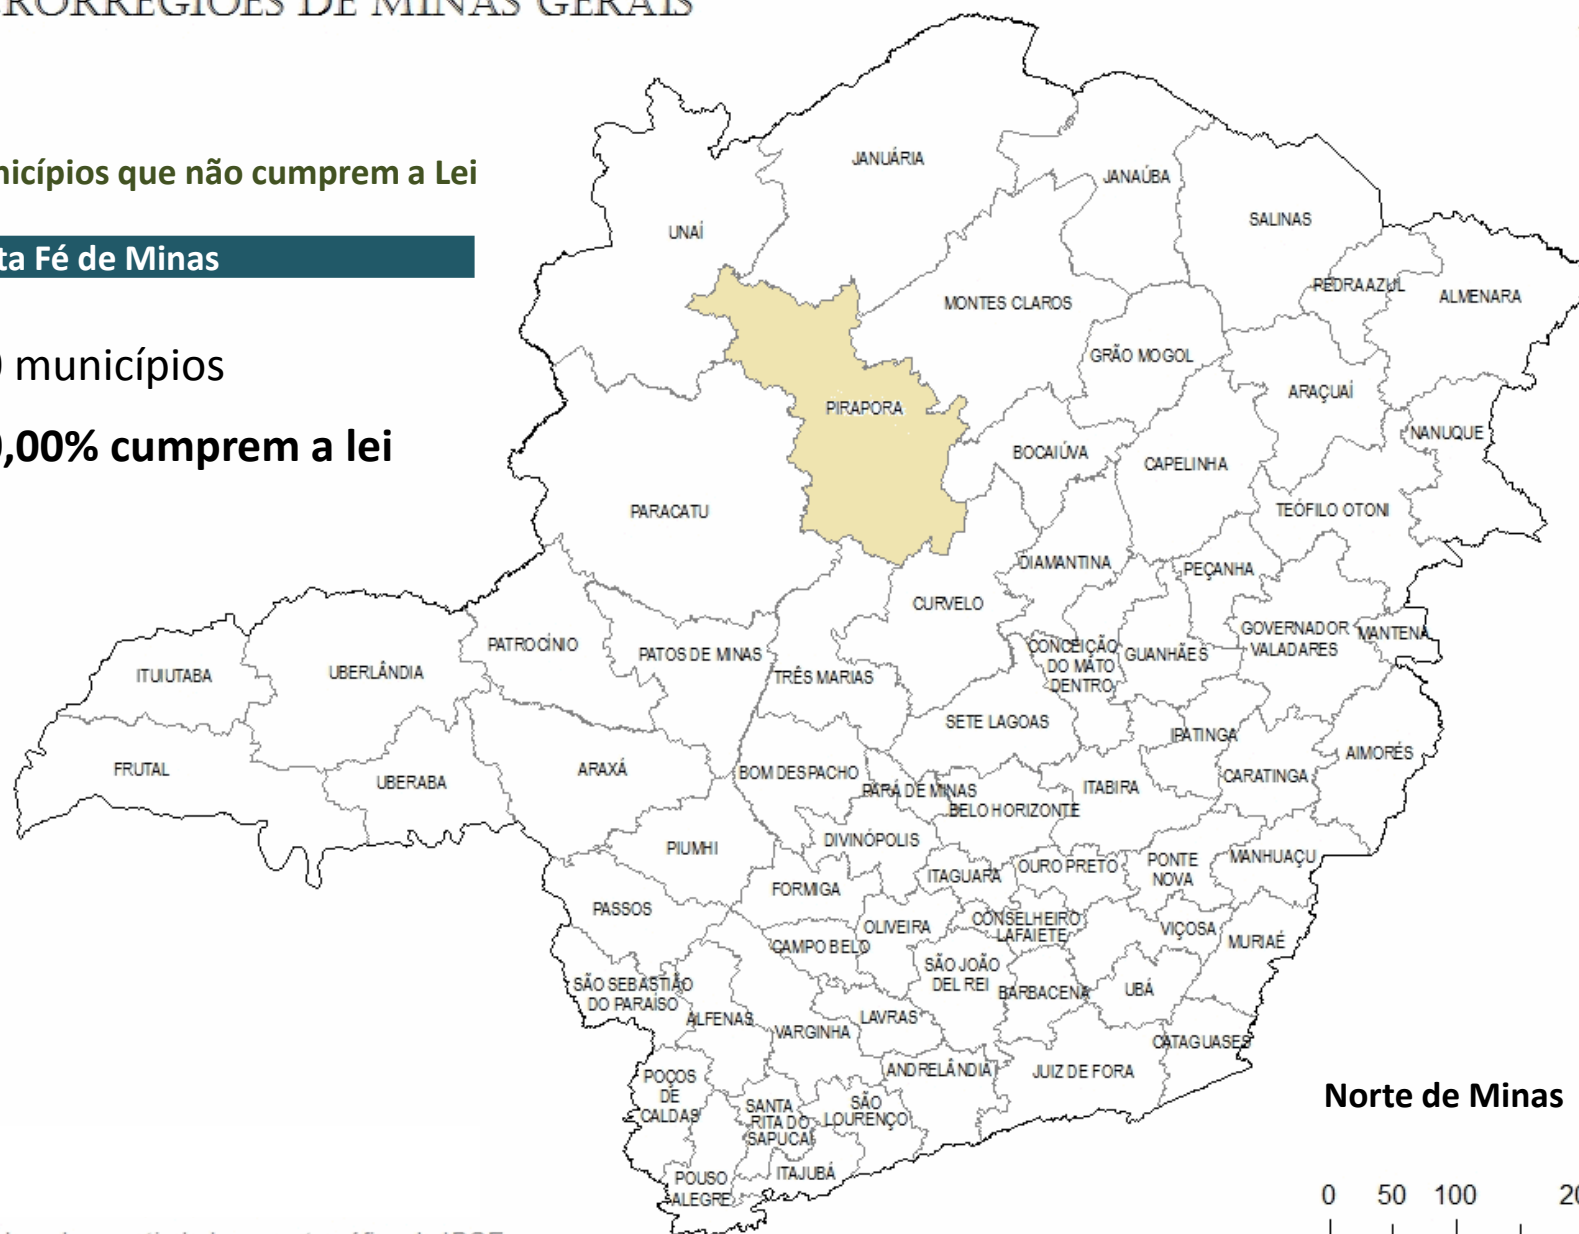 RORREGIÕES DE MINAS GERAIS
nicípios que não cumprem a Lei
ta Fé de Minas
0 municípios
0,00% cumprem a lei
JANUÁRIA
JANAÚBA
SALINAS
UNAÍ
PEDRA AZUL
ALMENARA
MONTES CLAROS
GRÃO MOGOL
ARAÇUAÍ
PIRAPORA
NANUQUE
BOCAIÚVA
CAPELINHA
PARACATU
TEÓFILO OTONI
DIAMANTINA
PEÇANHA
CURVELO
GOVERNADOR
VALADARES
MANTENA
PATROCÍNIO
PATOS DE MINAS
CONCEIÇÃO
DO MATO
DENTRO
GUANHÃES
ITUIUTABA
UBERLÂNDIA
TRÊS MARIAS
SETE LAGOAS
IPATINGA
AIMORÉS
FRUTAL
UBERABA
ARAXÁ
BOM DESPACHO
PARÁ DE MINAS
ITABIRA
CARATINGA
BELO HORIZONTE
PIUMHI
DIVINÓPOLIS
ITAGUARA
OURO PRETO
PONTE
NOVA
MANHUAÇU
FORMIGA
PASSOS
OLIVEIRA
CONSELHEIRO
LAFAIETE
VIÇOSA
MURIAÉ
CAMPO BELO
SÃO JOÃO
DEL REI
BARBACENA
UBÁ
SÃO SEBASTIÃO
DO PARAÍSO
ALFENAS
VARGINHA
LAVRAS
CATAGUASES
ANDRELÂNDIA
JUIZ DE FORA
POÇOS
DE
CALDAS
SANTA
RITA DO
SAPUCAÍ
SÃO
LOURENÇO
Norte de Minas
POUSO
ALEGRE
ITAJUBÁ
0 50 100 20